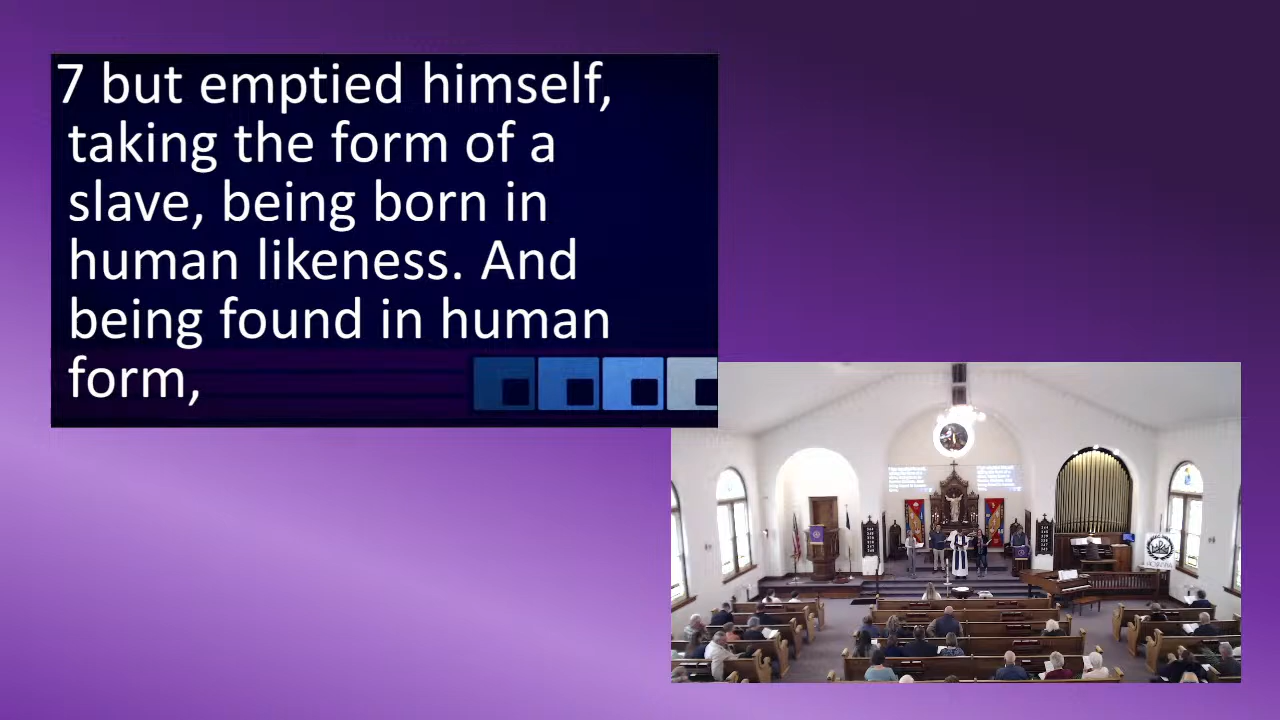 7 but emptied himself,
taking the form of a
slave, being born in
human likeness. And
being found in human
form,